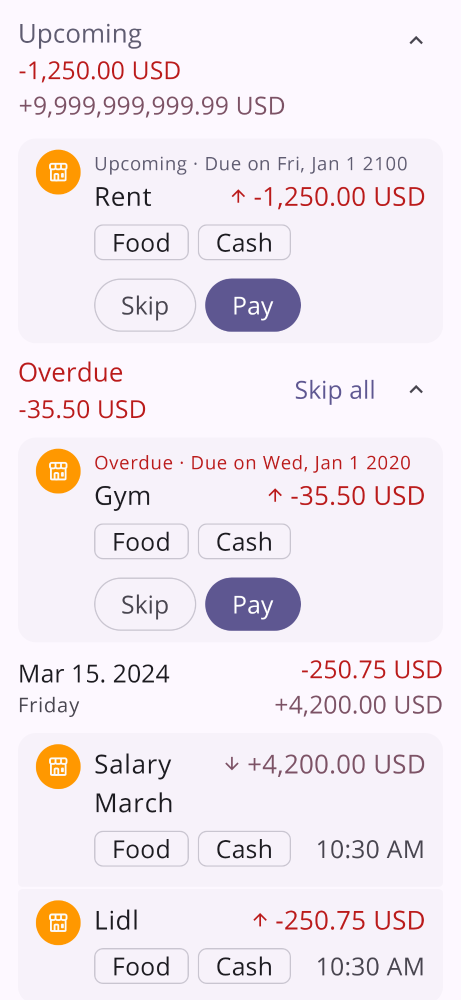 Upcoming
-1,250.00 USD
+9,999,999,999.99 USD
Upcoming · Due on Fri, Jan 1 2100
Rent ↑ -1,250.00 USD
Food Cash
Skip Pay
Overdue
Skip all
-35.50 USD
Overdue · Due on Wed, Jan 1 2020
Gym ↑ -35.50 USD
Food Cash
Skip Pay
Mar 15. 2024 -250.75 USD
Friday +4,200.00 USD
Salary ↓ +4,200.00 USD
March
Food Cash 10:30 AM
Lidl ↑ -250.75 USD
Food Cash 10:30 AM